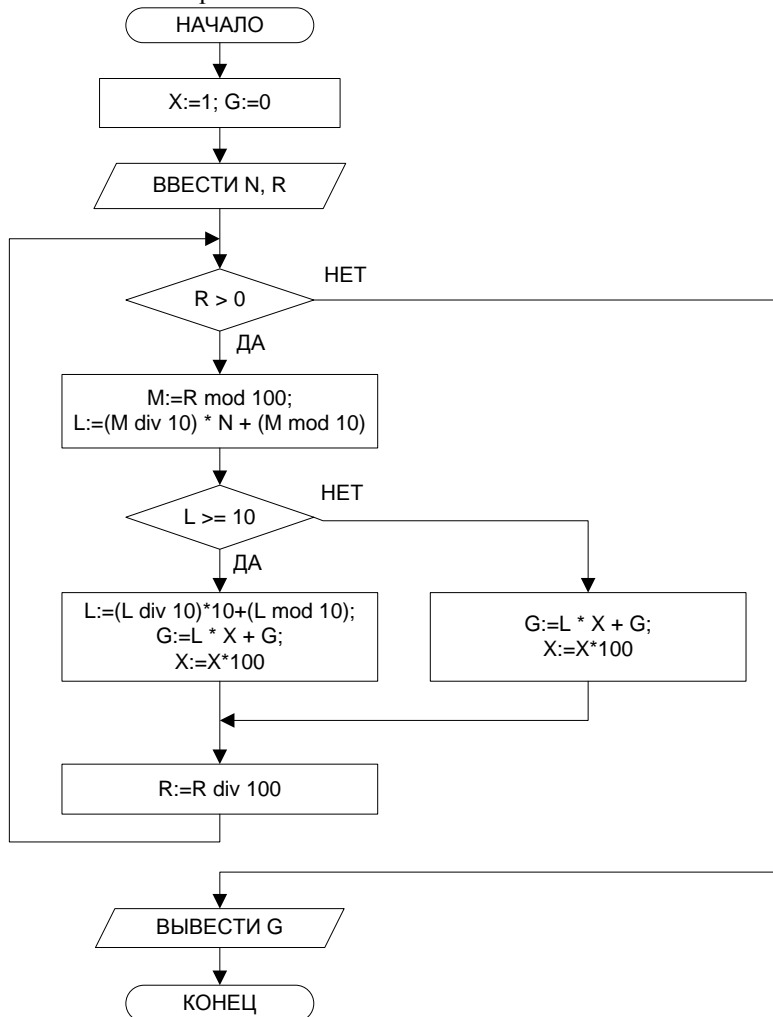 НАЧАЛО
X:=1; G:=0
ВВЕСТИ N, R
НЕТ
R > 0
ДА
M:=R mod 100;
L:=(M div 10) * N + (M mod 10)
НЕТ
L >= 10
ДА
L:=(L div 10)*10+(L mod 10);
G:=L * X + G;
X:=X*100
G:=L * X + G;
X:=X*100
R:=R div 100
ВЫВЕСТИ G
КОНЕЦ